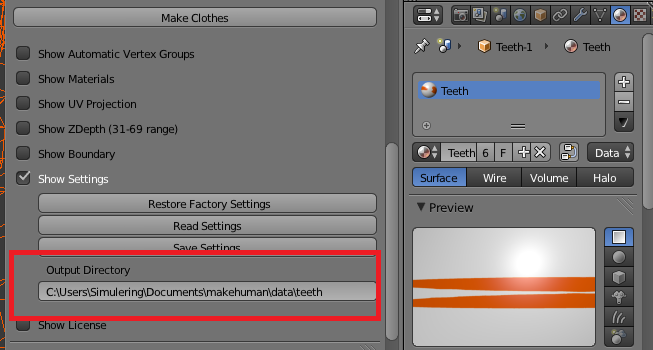 Make Clothes
Show Automatic Vertex Groups
Show Materials
Show UV Projection
Show ZDepth (31-69 range)
Show Boundary
Show Settings
Restore Factory Settings
Read Settings
Save Settings
Output Directory
C:\Users\Simulering\Documents\makehuman\data\teeth
Show License
Teeth-1 Teeth
Teeth
Teeth 6 F Data
Surface Wire Volume Halo
Preview